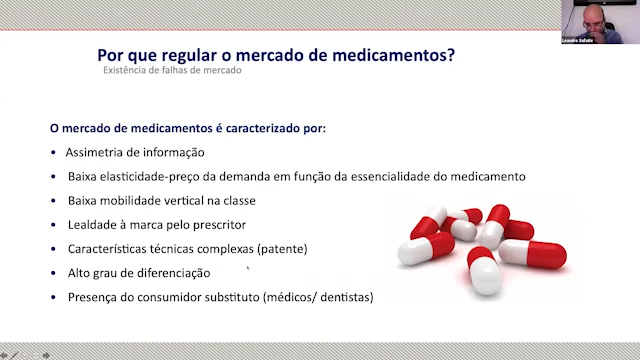 Por que regular o mercado de medicamentos?
Existência de falhas de mercado
O mercado de medicamentos é caracterizado por:
• Assimetria de informação
• Baixa elasticidade-preço da demanda em função da essencialidade do medicamento
• Baixa mobilidade vertical na classe
• Lealdade à marca pelo prescritor
• Características técnicas complexas (patente)
• Alto grau de diferenciação
• Presença do consumidor substituto (médicos/ dentistas)
Leandro Safatle